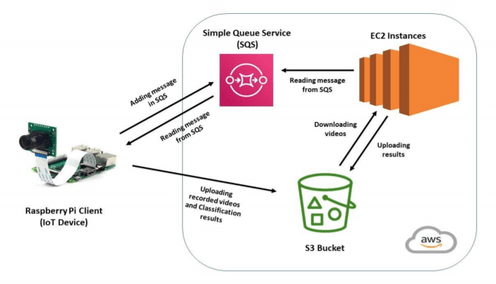 Simple Queue Service
(SQS)
EC2 Instances
Adding message
in SQS
Reading message
from SQS
Reading message
from SQS
Downloading
videos
Uploading
results
Uploading
recorded videos
and Classification
results
Raspberry Pi Client
(IoT Device)
S3 Bucket
aws